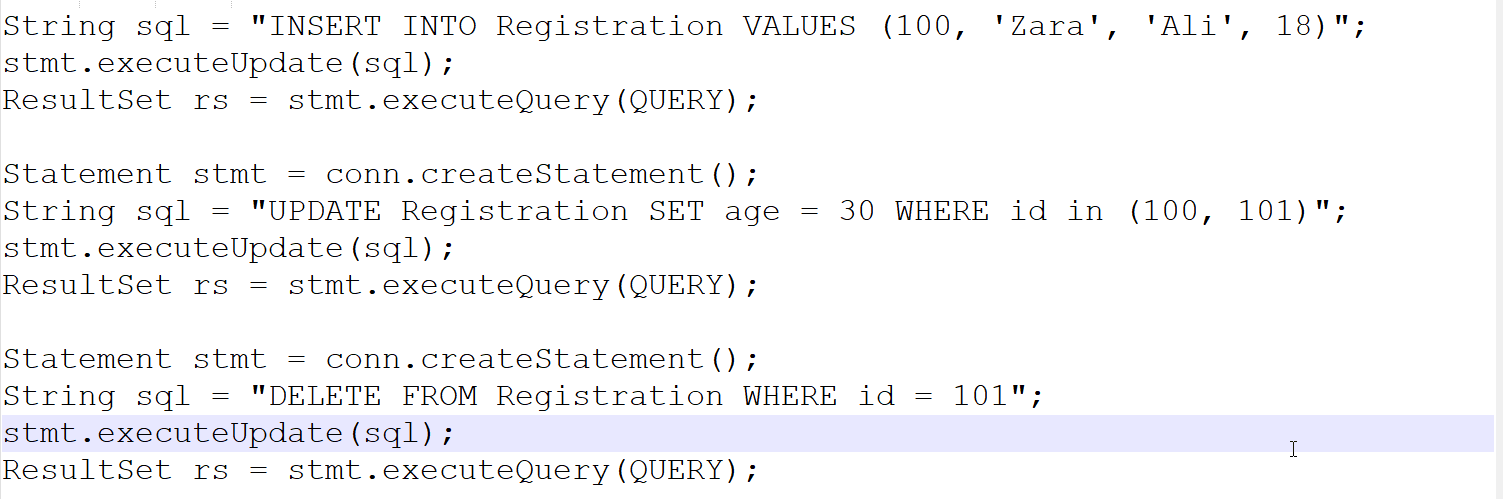 String sql = "INSERT INTO Registration VALUES (100, 'Zara', 'Ali', 18)";
stmt.executeUpdate(sql);
ResultSet rs = stmt.executeQuery(QUERY);
Statement stmt = conn.createStatement();
String sql = "UPDATE Registration SET age = 30 WHERE id in (100, 101)";
stmt.executeUpdate(sql);
ResultSet rs = stmt.executeQuery(QUERY);
Statement stmt = conn.createStatement();
String sql = "DELETE FROM Registration WHERE id = 101";
stmt.executeUpdate(sql);
ResultSet rs = stmt.executeQuery(QUERY);